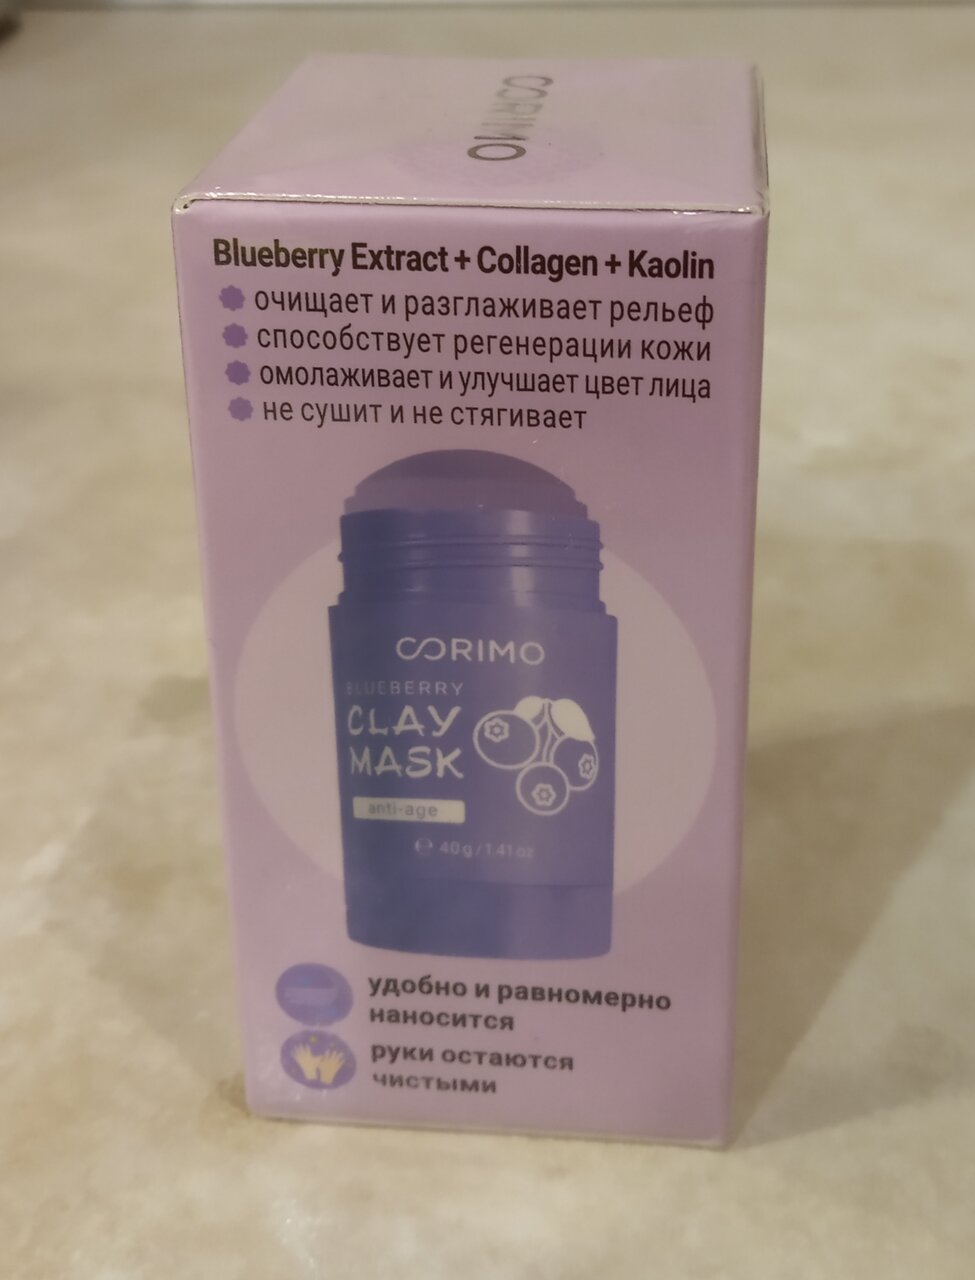 CORIMO
Blueberry Extract + Collagen + Kaolin
очищает и разглаживает рельеф
способствует регенерации кожи
омолаживает и улучшает цвет лица
не сушит и не стягивает
CORIMO
BLUEBERRY
CLAY
MASK
anti-age
℮ 40 g / 1.41 oz
удобно и равномерно
наносится
руки остаются
чистыми